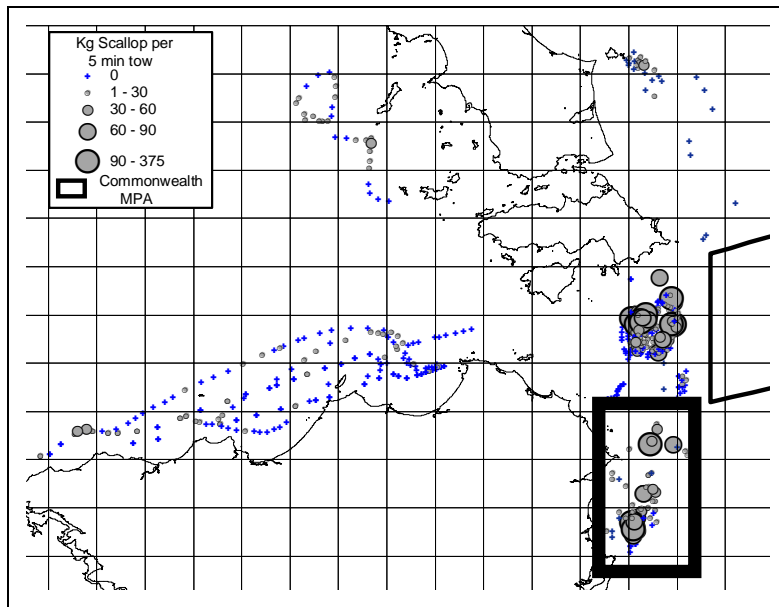 Kg Scallop per
5 min tow
0
1 - 30
30 - 60
60 - 90
90 - 375
Commonwealth
MPA